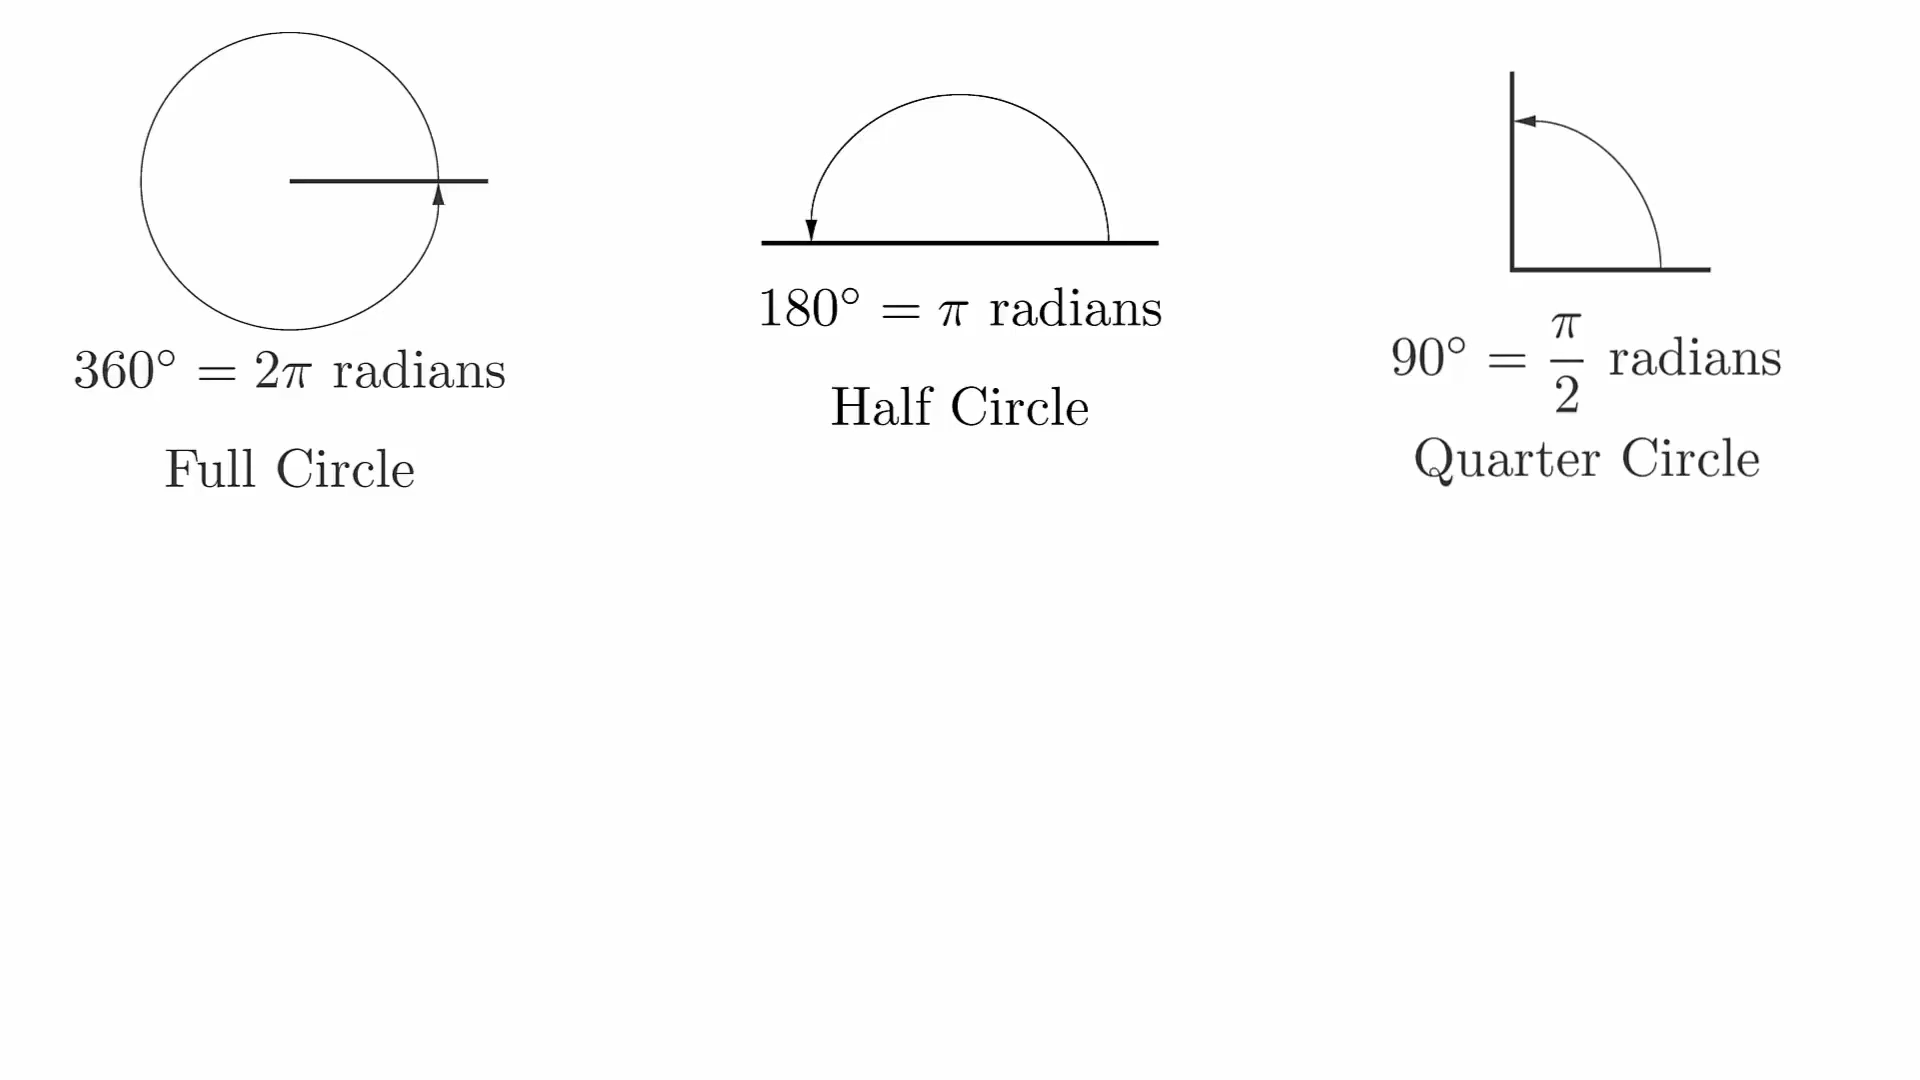 360° = 2π radians
Full Circle
180° = π radians
Half Circle
90° = π/2 radians
Quarter Circle